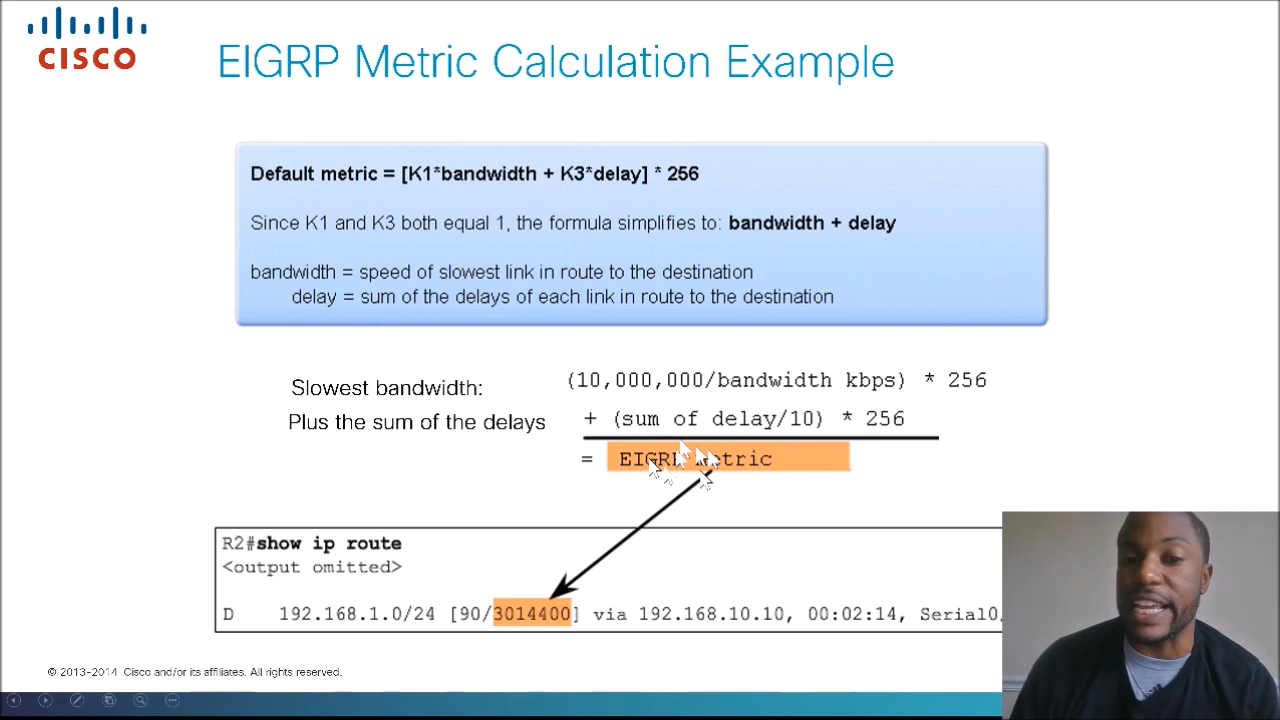 CISCO
EIGRP Metric Calculation Example
Default metric = [K1*bandwidth + K3*delay] * 256
Since K1 and K3 both equal 1, the formula simplifies to: bandwidth + delay
bandwidth = speed of slowest link in route to the destination
delay = sum of the delays of each link in route to the destination
Slowest bandwidth: (10,000,000/bandwidth kbps) * 256
Plus the sum of the delays + (sum of delay/10) * 256
= EIGRP metric
R2#show ip route
<output omitted>
D 192.168.1.0/24 [90/3014400] via 192.168.10.10, 00:02:14, Serial0
© 2013-2014 Cisco and/or its affiliates. All rights reserved.